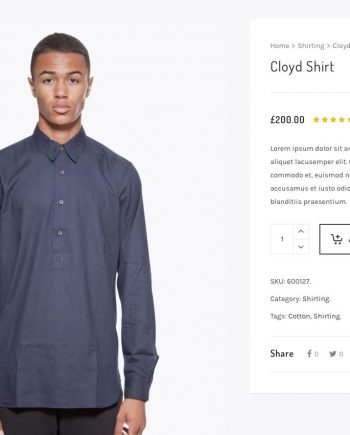 Home > Shirting > Cloyd
Cloyd Shirt
£200.00
Lorem ipsum dolor sit
aliquet lacusemper elit.
commodo et, euismod
accusamus et iusto odio
blanditiis praesentium.
1
SKU: 600127.
Category: Shirting.
Tags: Cotton, Shirting.
Share 0 0